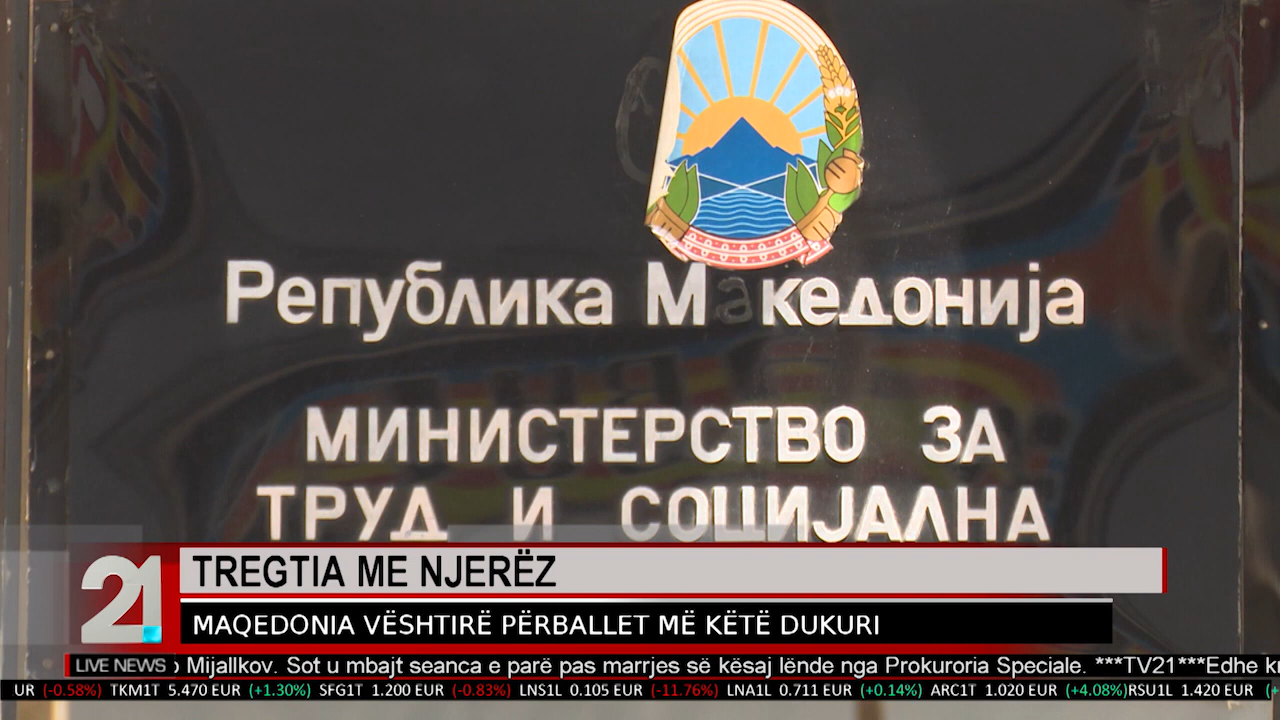 Република Македонија
МИНИСТЕРСТВО ЗА
ТРУД И СОЦИЈАЛНА
21
TREGTIA ME NJERËZ
MAQEDONIA VËSHTIRË PËRBALLET MË KËTË DUKURI
LIVE NEWS Mijallkov. Sot u mbajt seanca e parë pas marrjes së kësaj lënde nga Prokuroria Speciale. ***TV21***Edhe
UR (-0.58%) TKM1T 5.470 EUR (+1.30%) SFG1T 1.200 EUR (-0.83%) LNS1L 0.105 EUR (-11.76%) LNA1L 0.711 EUR (+0.14%) ARC1T 1.020 EUR (+4.08%) RSU1L 1.420 EUR